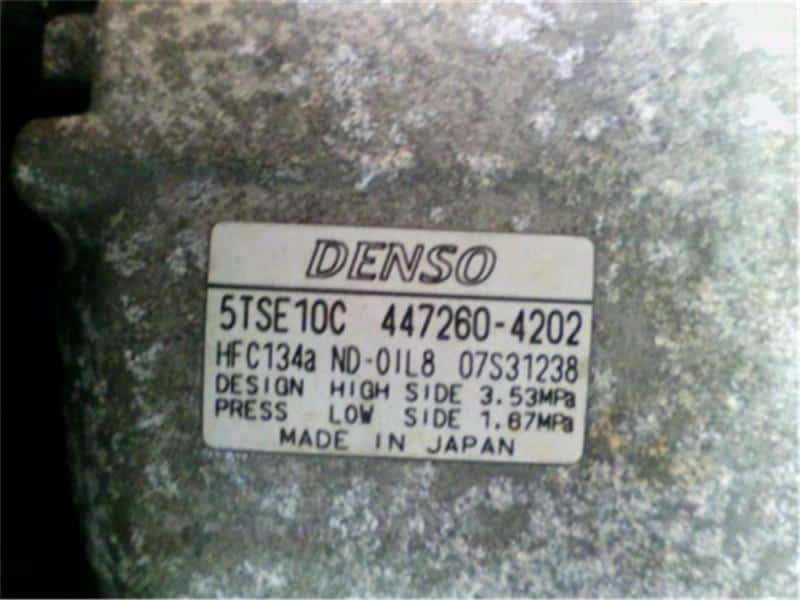 DENSO
5TSE10C 447260-4202
HFC134a ND-OIL8 07S31238
DESIGN HIGH SIDE 3.53MPa
PRESS LOW SIDE 1.67MPa
MADE IN JAPAN